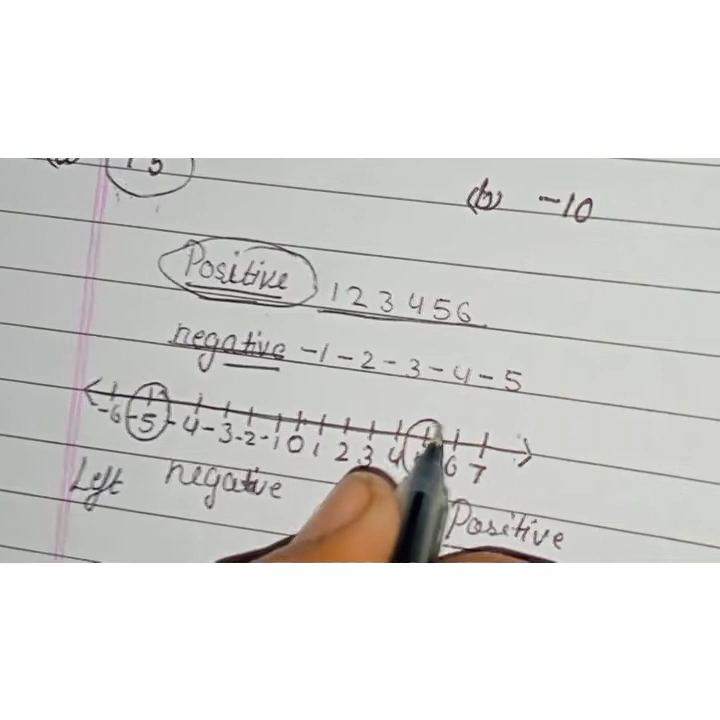 (b) -10
Positive 1 2 3 4 5 6
negative -1 -2 -3 -4 -5
-6 -5 -4 -3 -2 -1 0 1 2 3 4 6 7
Left negative
Positive